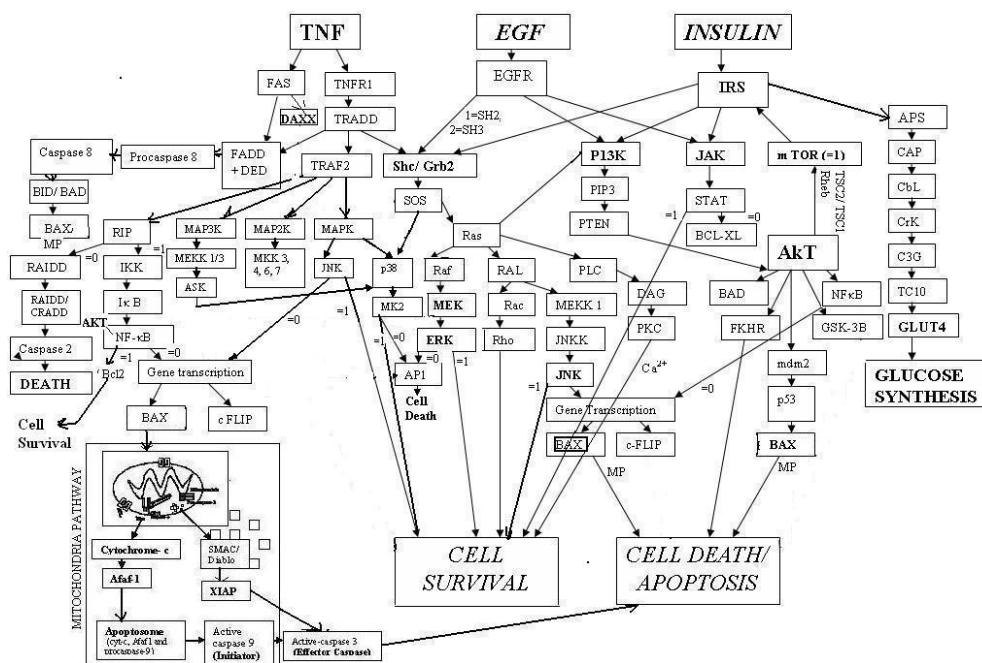 TNF
EGF
INSULIN
FAS
TNFR1
EGFR
IRS
DAXX
TRADD
1=SH2,
2=SH3
APS
Caspase 8
Procaspase 8
FADD
+DED
TRAF2
Shc/ Grb2
P13K
JAK
m TOR (=1)
CAP
BID/ BAD
SOS
PIP3
STAT
TSC2/ TSC1
Rheb
CbL
BAX/
MP
RIP
MAP3K
MAP2K
MAPK
Ras
PTEN
=1
=0
BCL-XL
CrK
=0
=1
AkT
RAIDD
IKK
MEKK 1/3
MKK 3,
4, 6, 7
JNK
p38
Raf
RAL
PLC
C3G
ASK
BAD
NFκB
TC10
RAIDD/
CRADD
IκB
MK2
MEK
Rac
MEKK 1
DAG
AKT
NF-κB
=0
=1
=0
=1
ERK
Rho
JNKK
PKC
FKHR
GSK-3B
GLUT4
Caspase 2
=1
=0
=0
Ca2+
mdm2
GLUCOSE
SYNTHESIS
DEATH
Bcl2
Gene transcription
AP1
=1
JNK
=0
p53
Cell
Survival
BAX
c FLIP
Cell
Death
Gene Transcription
BAX
c-FLIP
BAX
MP
MP
MITOCHONDRIA PATHWAY
Cytochrome- c
SMAC/
Diablo
CELL
SURVIVAL
CELL DEATH/
APOPTOSIS
Afaf-1
XIAP
Apoptosome
(cyt-c, Afaf1 and
procaspase-9)
Active
caspase 9
(Initiator)
Active-caspase 3
(Effector Caspase)